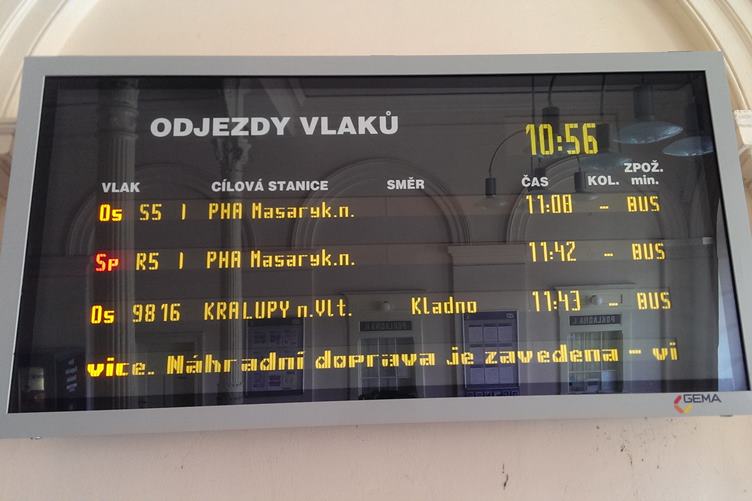 ODJEZDY VLAKŮ
10:56
VLAK CÍLOVÁ STANICE SMĚR ČAS KOL. ZPOŽ. min.
Os S5 1 PHA Masaryk.n. 11:08 - BUS
Sp R5 1 PHA Masaryk.n. 11:42 - BUS
Os 9816 KRALUPY n.Vlt. Kladno 11:43 - BUS
vice. Náhradní doprava je zavedena - vi
GEMA